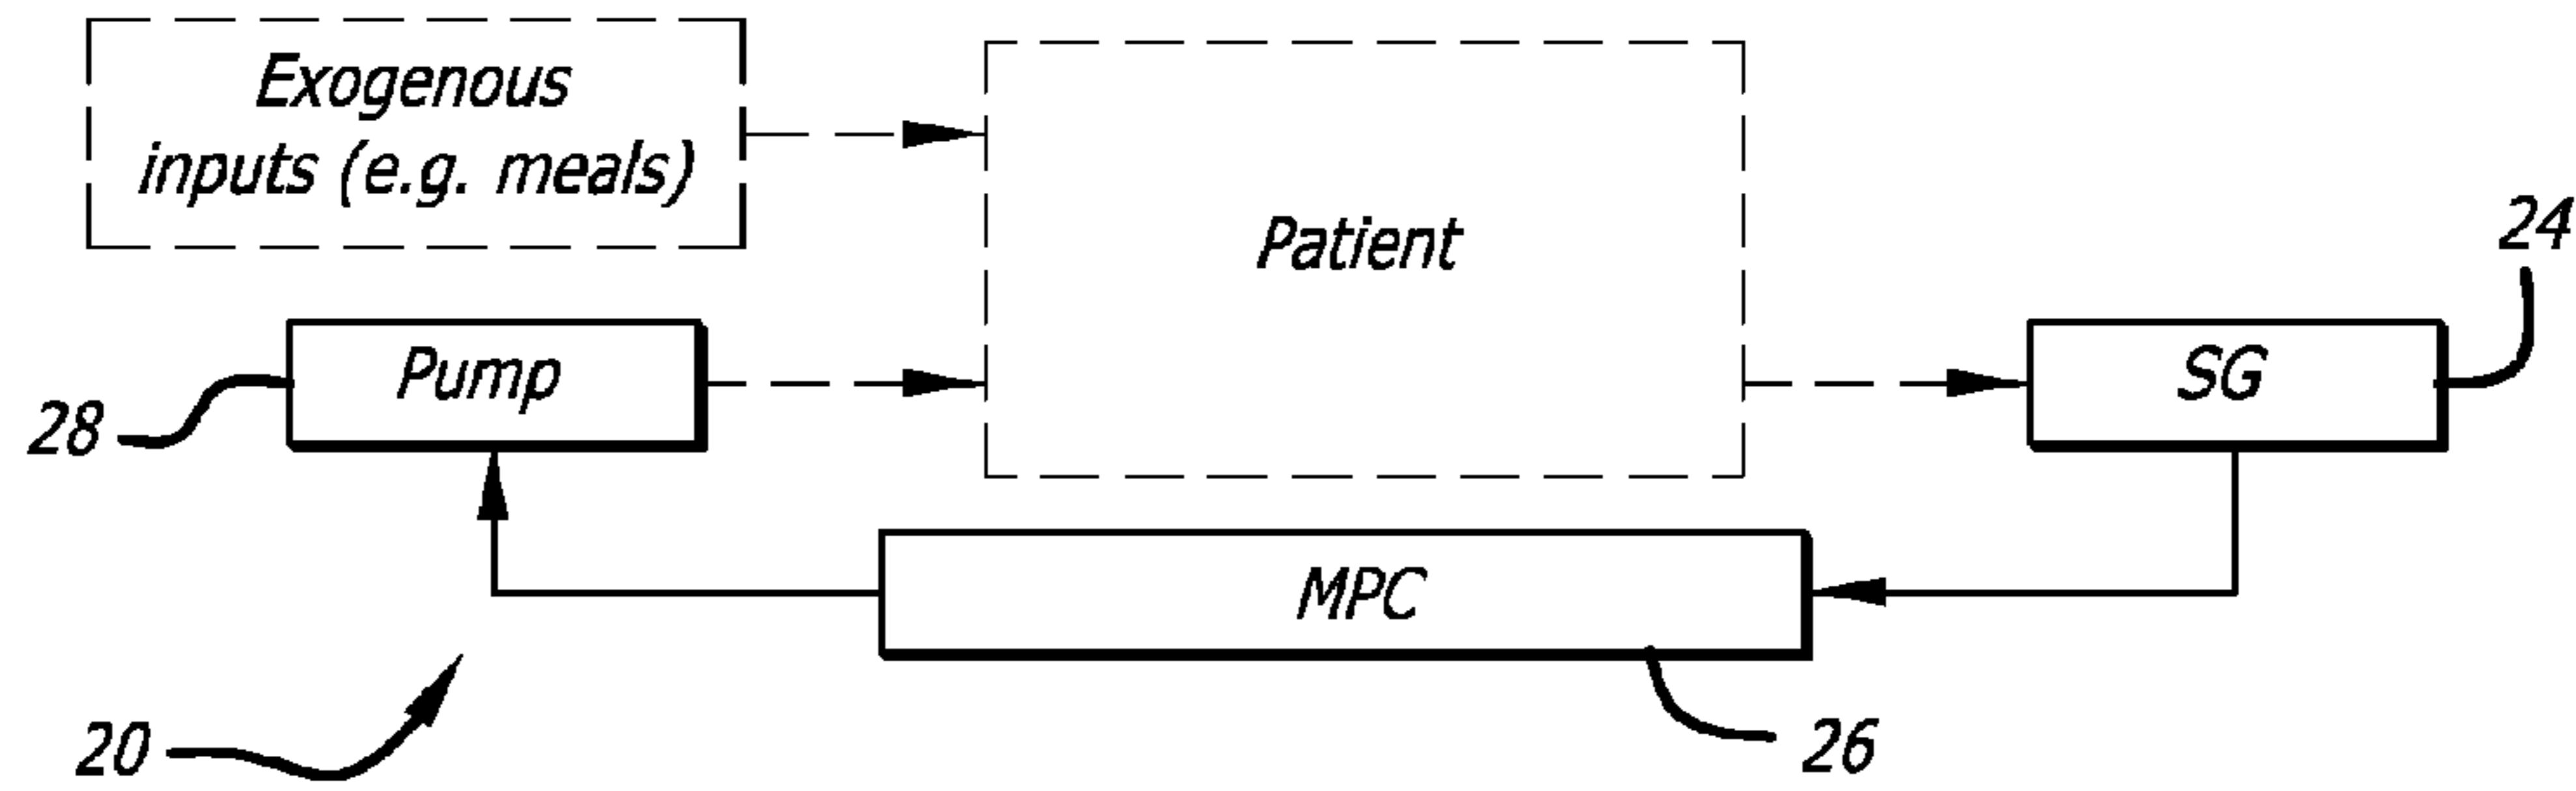 Exogenous
inputs (e.g. meals)
Patient
24
Pump
SG
28
MPC
20
26